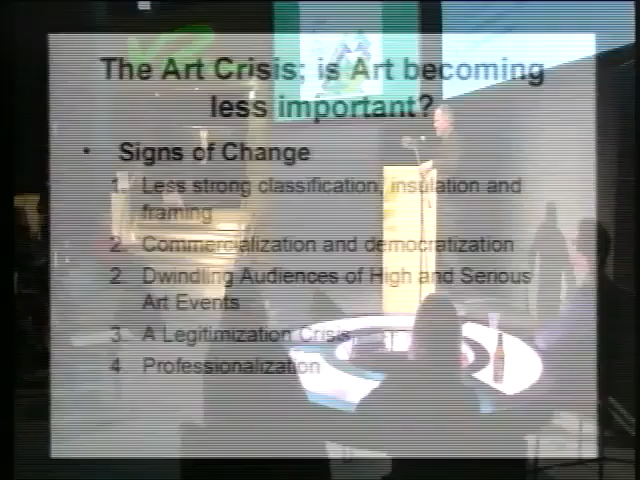 The Art Crisis; is Art becoming
less important?
• Signs of Change
1. Less strong classification, insulation and
framing
2. Commercialization and democratization
2. Dwindling Audiences of High and Serious
Art Events
3. A Legitimization Crisis
4. Professionalization